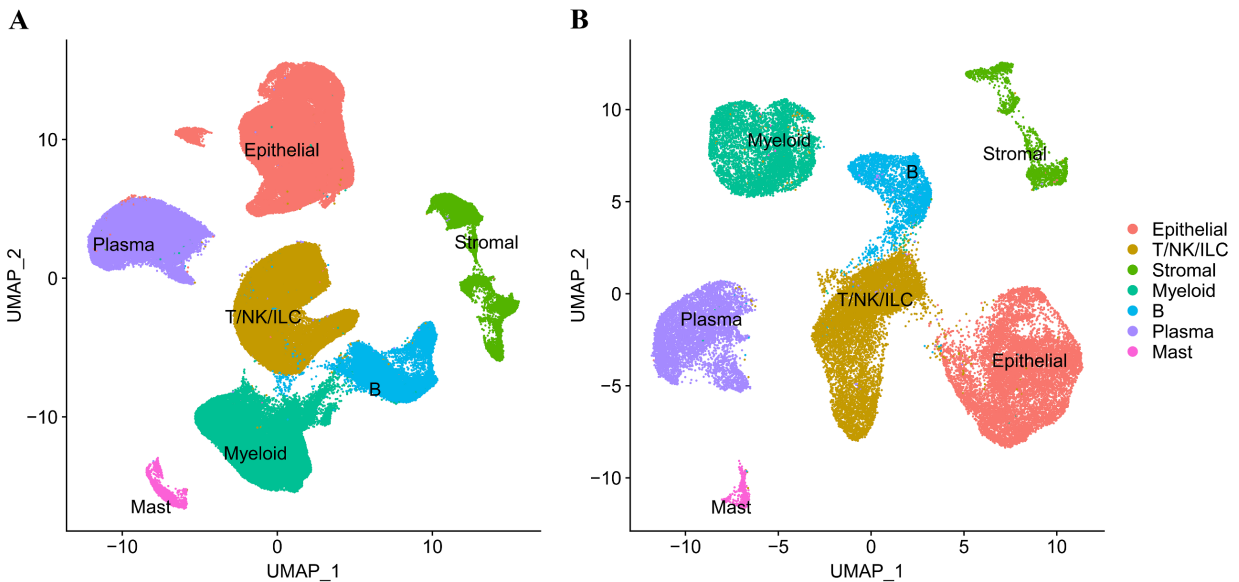 A
10
0
−10
UMAP_2
−10
0
10
UMAP_1
Epithelial
Plasma
Stromal
T/NK/ILC
B
Myeloid
Mast
B
10
5
0
−5
−10
UMAP_2
−10
−5
0
5
10
UMAP_1
Myeloid
Stromal
B
T/NK/ILC
Plasma
Epithelial
Mast
Epithelial
T/NK/ILC
Stromal
Myeloid
B
Plasma
Mast